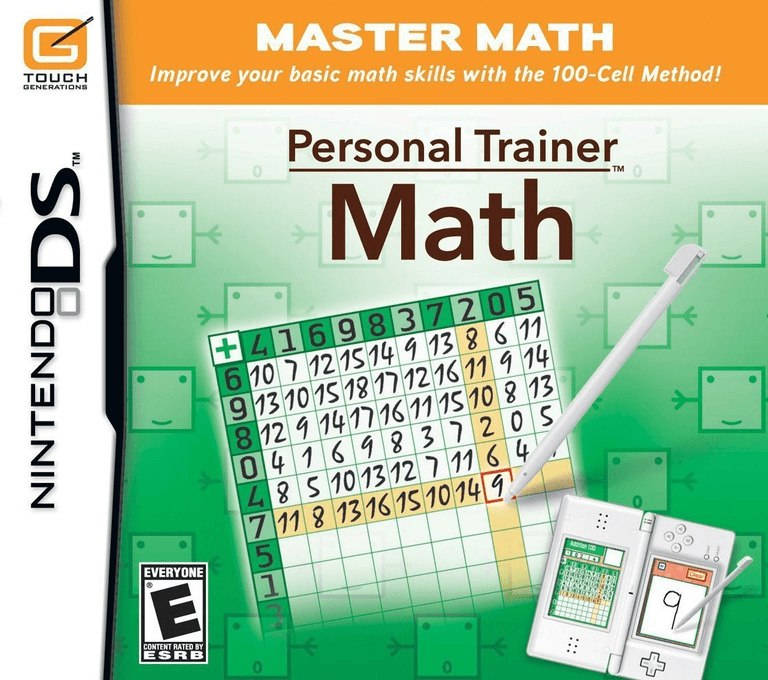 TOUCH
GENERATIONS
NINTENDO DS™
MASTER MATH
Improve your basic math skills with the 100-Cell Method!
Personal Trainer™
Math
+ 4 1 6 9 8 3 7 2 0 5
6 10 7 12 15 14 9 13 8 6 11
9 13 10 15 18 17 12 16 11 9 14
8 12 9 14 17 16 11 15 10 8 13
0 4 1 6 9 8 3 7 2 0 5
4 8 5 10 13 12 7 11 6 4
7 11 8 13 16 15 10 14 9
5
1
Addition 100
9
EVERYONE
E
CONTENT RATED BY
ESRB